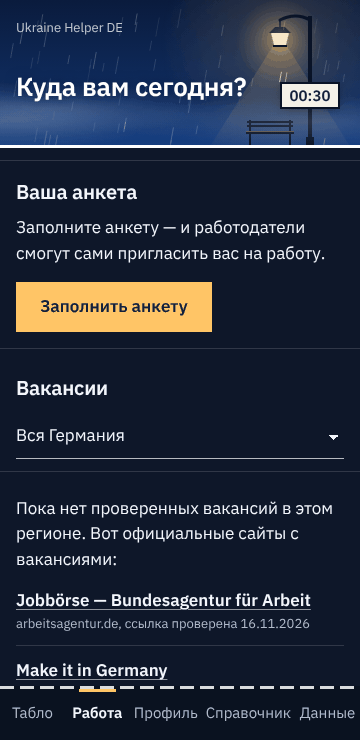 Ukraine Helper DE
Куда вам сегодня?
00:30
Ваша анкета
Заполните анкету — и работодатели
смогут сами пригласить вас на работу.
Заполнить анкету
Вакансии
Вся Германия
Пока нет проверенных вакансий в этом
регионе. Вот официальные сайты с
вакансиями:
Jobbörse — Bundesagentur für Arbeit
arbeitsagentur.de, ссылка проверена 16.11.2026
Make it in Germany
Табло Работа Профиль Справочник Данные